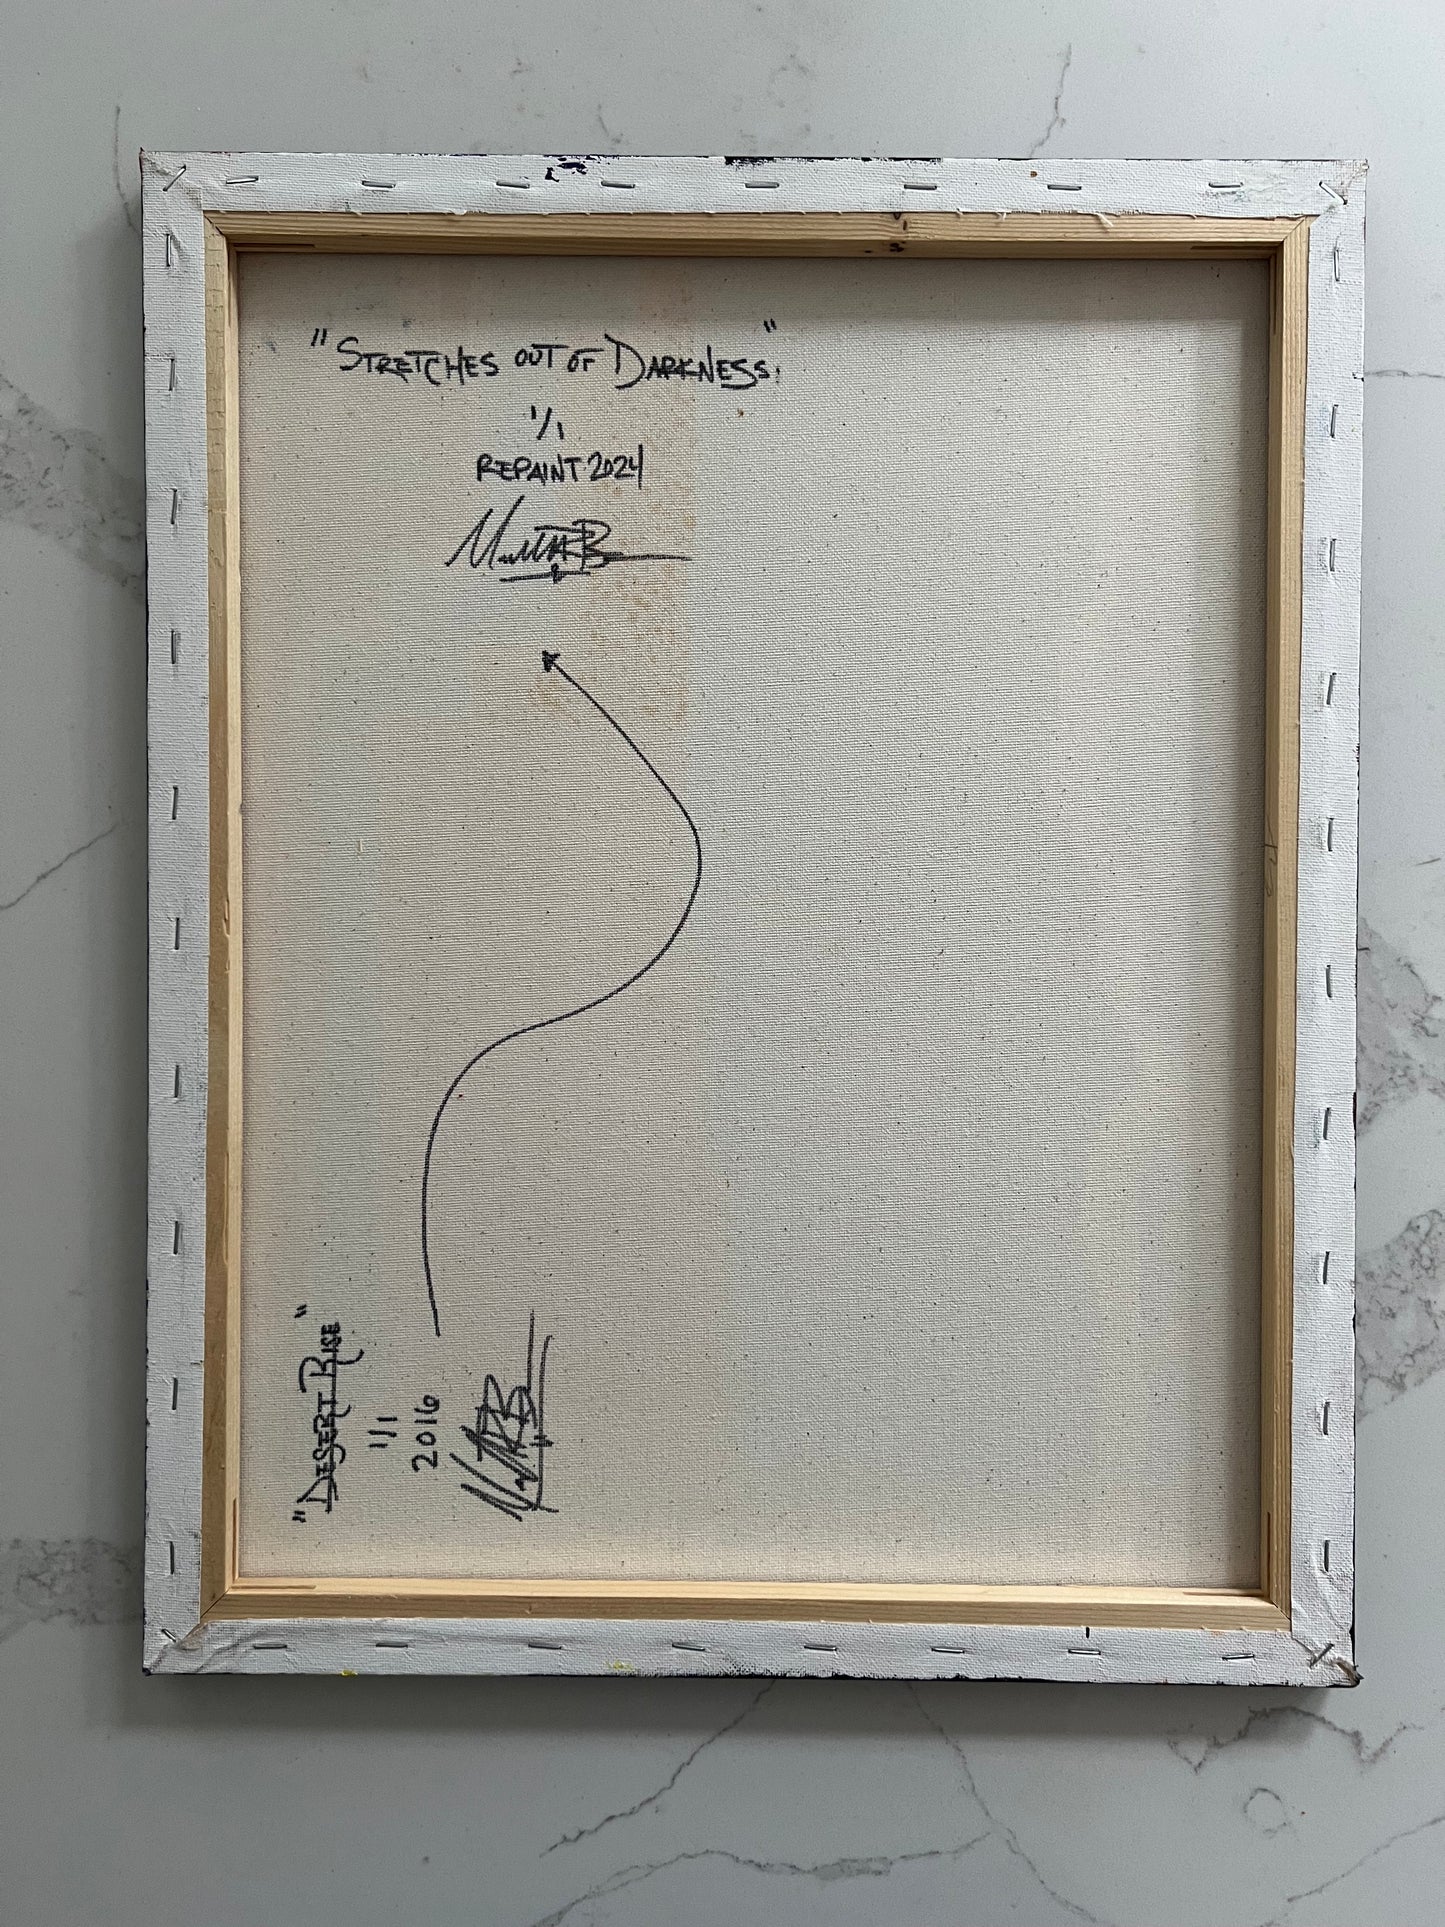 "STRETCHES OUT OF DARKNESS."
1/1
REPAINT 2024
"DESERT RISE"
1/1
2016